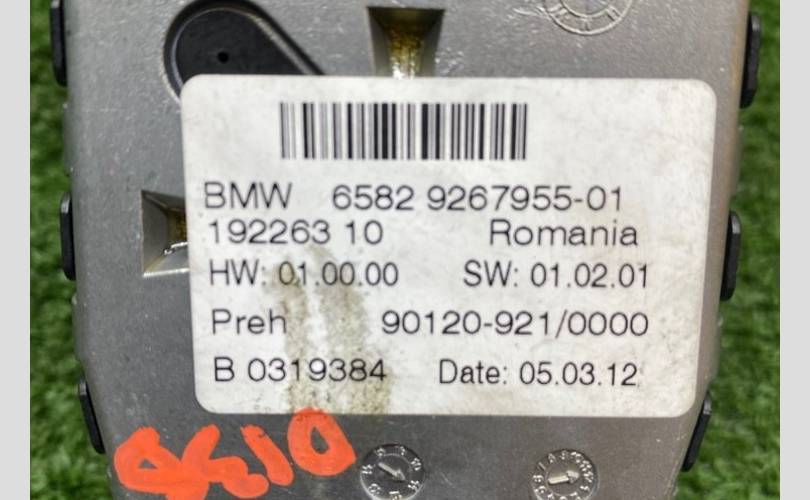 BMW 6582 9267955-01
192263 10 Romania
HW: 01.00.00 SW: 01.02.01
Preh 90120-921/0000
B 0319384 Date: 05.03.12